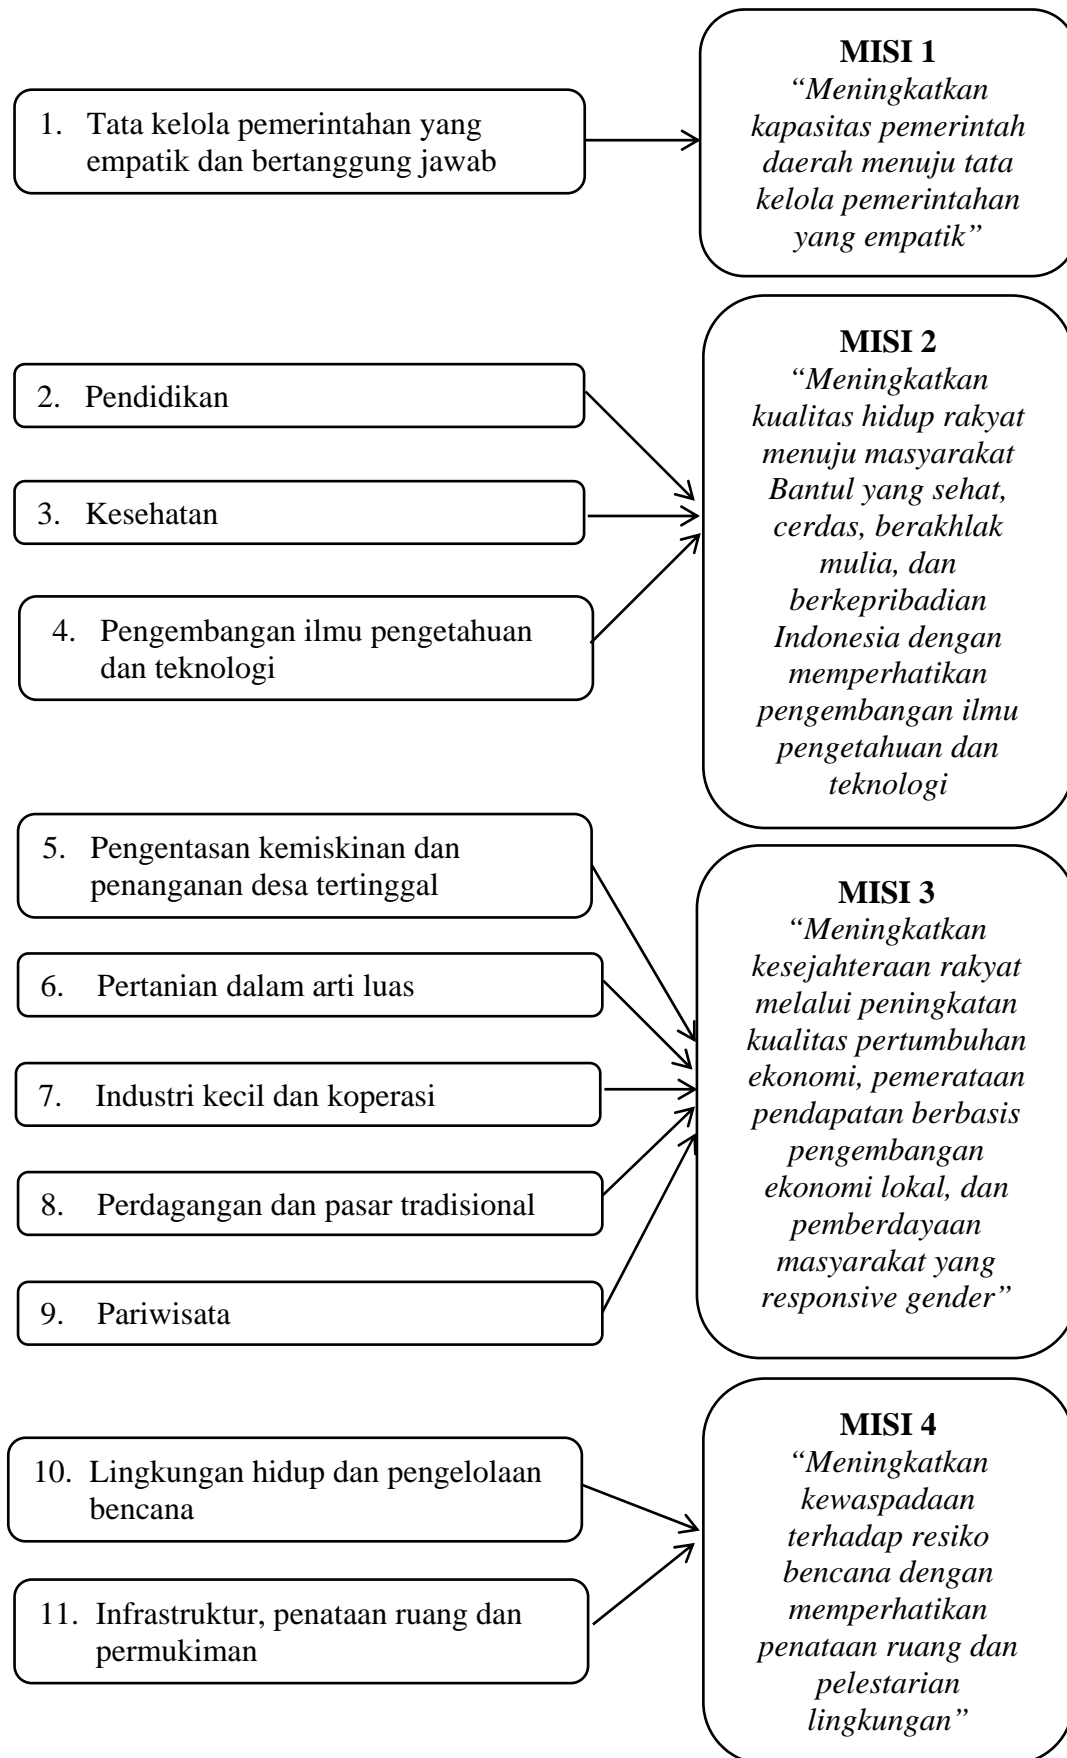 MISI 1
“Meningkatkan
kapasitas pemerintah
daerah menuju tata
kelola pemerintahan
yang empatik”
1. Tata kelola pemerintahan yang
empatik dan bertanggung jawab
MISI 2
“Meningkatkan
kualitas hidup rakyat
menuju masyarakat
Bantul yang sehat,
cerdas, berakhlak
mulia, dan
berkepribadian
Indonesia dengan
memperhatikan
pengembangan ilmu
pengetahuan dan
teknologi
2. Pendidikan
3. Kesehatan
4. Pengembangan ilmu pengetahuan
dan teknologi
5. Pengentasan kemiskinan dan
penanganan desa tertinggal
6. Pertanian dalam arti luas
7. Industri kecil dan koperasi
8. Perdagangan dan pasar tradisional
9. Pariwisata
MISI 3
“Meningkatkan
kesejahteraan rakyat
melalui peningkatan
kualitas pertumbuhan
ekonomi, pemerataan
pendapatan berbasis
pengembangan
ekonomi lokal, dan
pemberdayaan
masyarakat yang
responsive gender”
10. Lingkungan hidup dan pengelolaan
bencana
11. Infrastruktur, penataan ruang dan
permukiman
MISI 4
“Meningkatkan
kewaspadaan
terhadap resiko
bencana dengan
memperhatikan
penataan ruang dan
pelestarian
lingkungan”